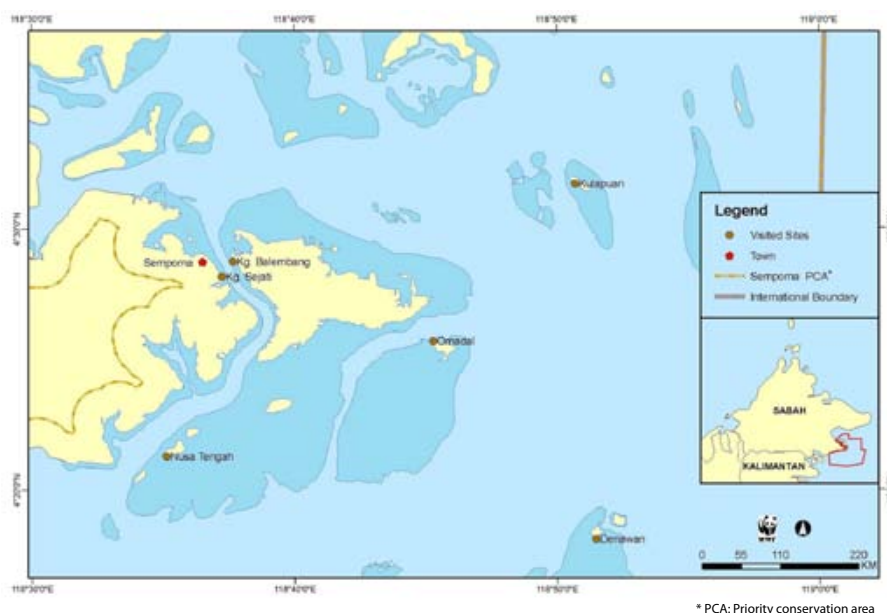 118°30'0"E
118°40'0"E
118°50'0"E
119°0'0"E
Kulapuan
4°30'0"N
Legend
Visited Sites
Town
Semporna PCA*
International Boundary
Semporna
Kg. Balembang
Kg. Sejati
Omadal
SABAH
KALIMANTAN
Nusa Tengah
4°20'0"N
WWF
Denawan
0 55 110 220
KM
118°30'0"E
118°40'0"E
118°50'0"E
119°0'0"E
* PCA: Priority conservation area